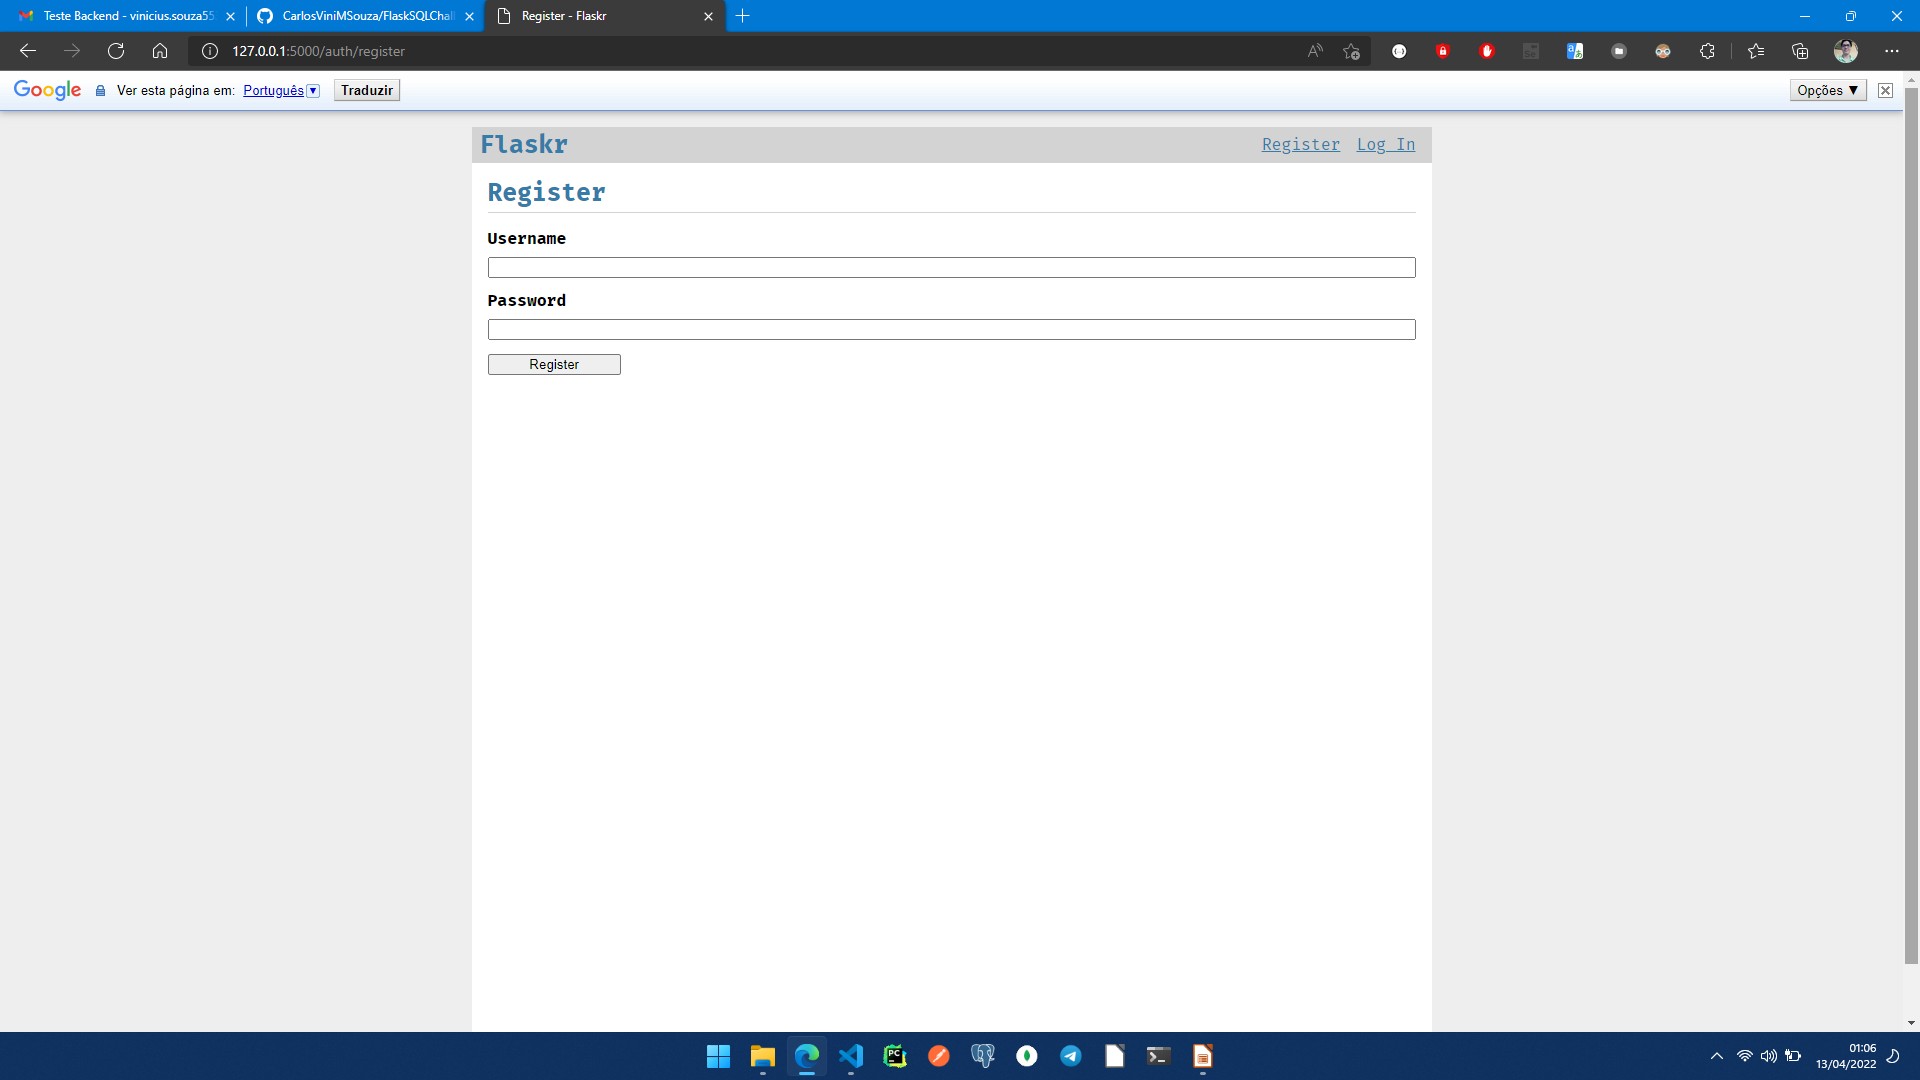 Teste Backend - vinicius.souza55
CarlosViniMSouza/FlaskSQLChall
Register - Flaskr
127.0.0.1:5000/auth/register
Google Ver esta página em: Português Traduzir Opções ▼
Flaskr Register Log In
Register
Username
Password
Register
01:06
13/04/2022